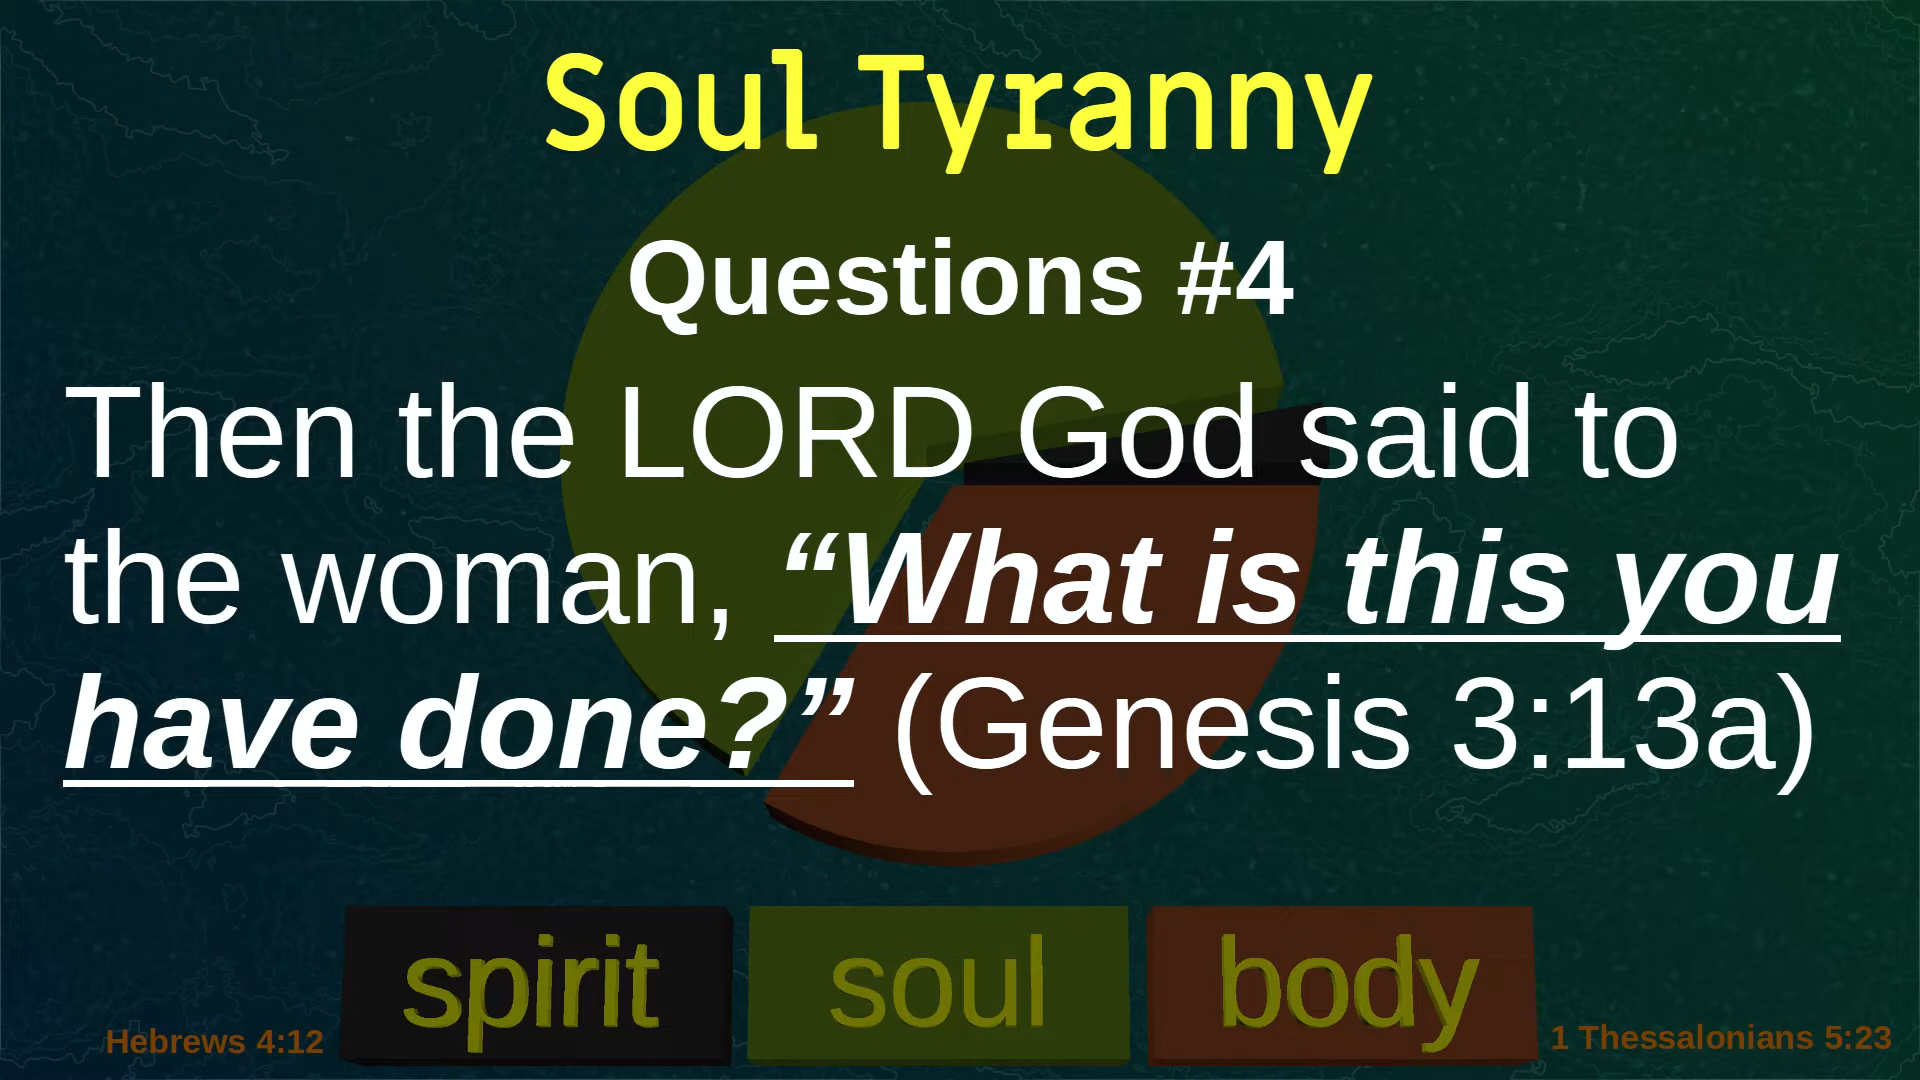 Soul Tyranny
Questions #4
Then the LORD God said to
the woman, “What is this you
have done?” (Genesis 3:13a)
spirit soul body
Hebrews 4:12 1 Thessalonians 5:23